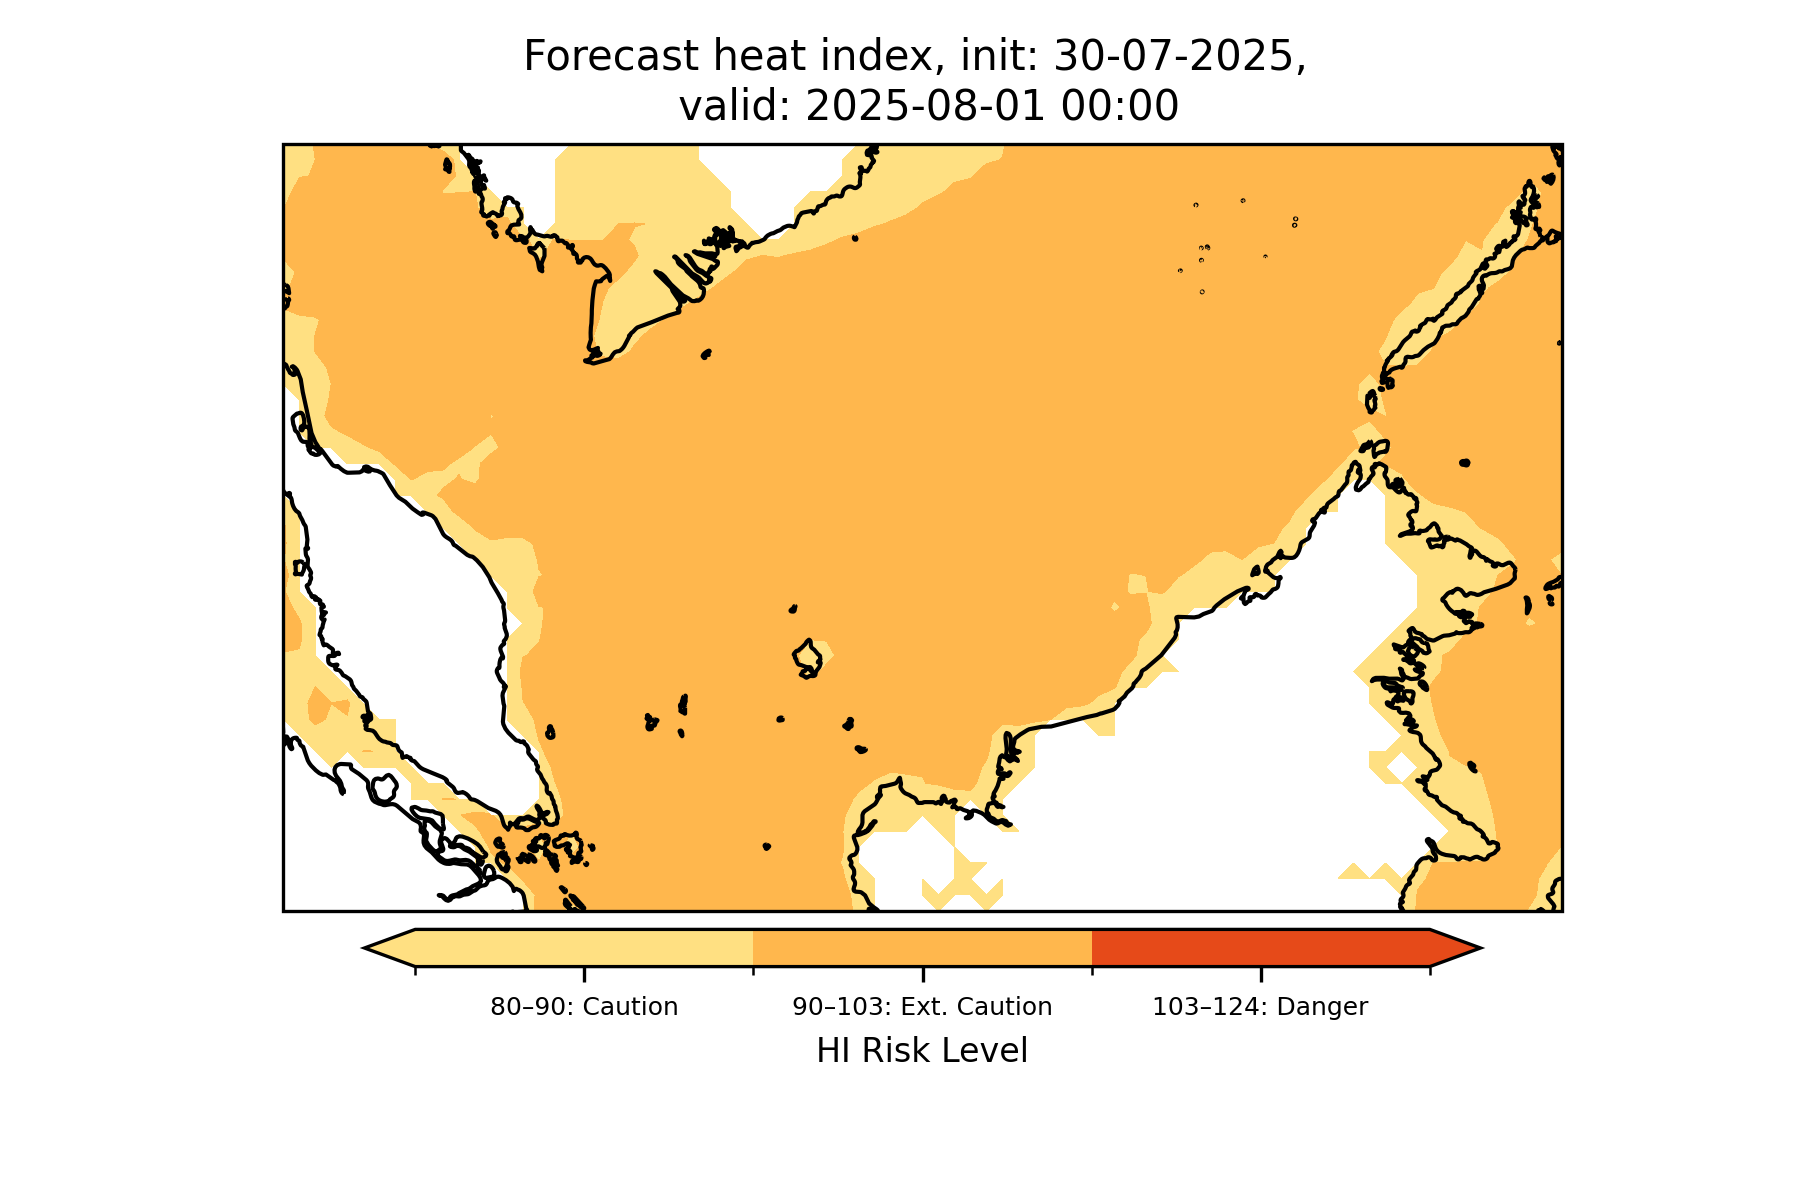 Forecast heat index, init: 30-07-2025,
valid: 2025-08-01 00:00
80–90: Caution
90–103: Ext. Caution
103–124: Danger
HI Risk Level